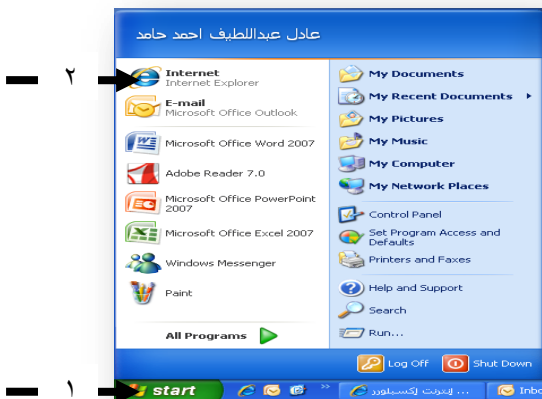 عادل عبداللطيف احمد حامد
٢
Internet
Internet Explorer
E-mail
Microsoft Office Outlook
Microsoft Office Word 2007
Adobe Reader 7.0
Microsoft Office PowerPoint
2007
Microsoft Office Excel 2007
Windows Messenger
Paint
All Programs
My Documents
My Recent Documents
My Pictures
My Music
My Computer
My Network Places
Control Panel
Set Program Access and
Defaults
Printers and Faxes
Help and Support
Search
Run...
Log Off
Shut Down
١
start
إنترنت إكسبلورر ...
Inbo